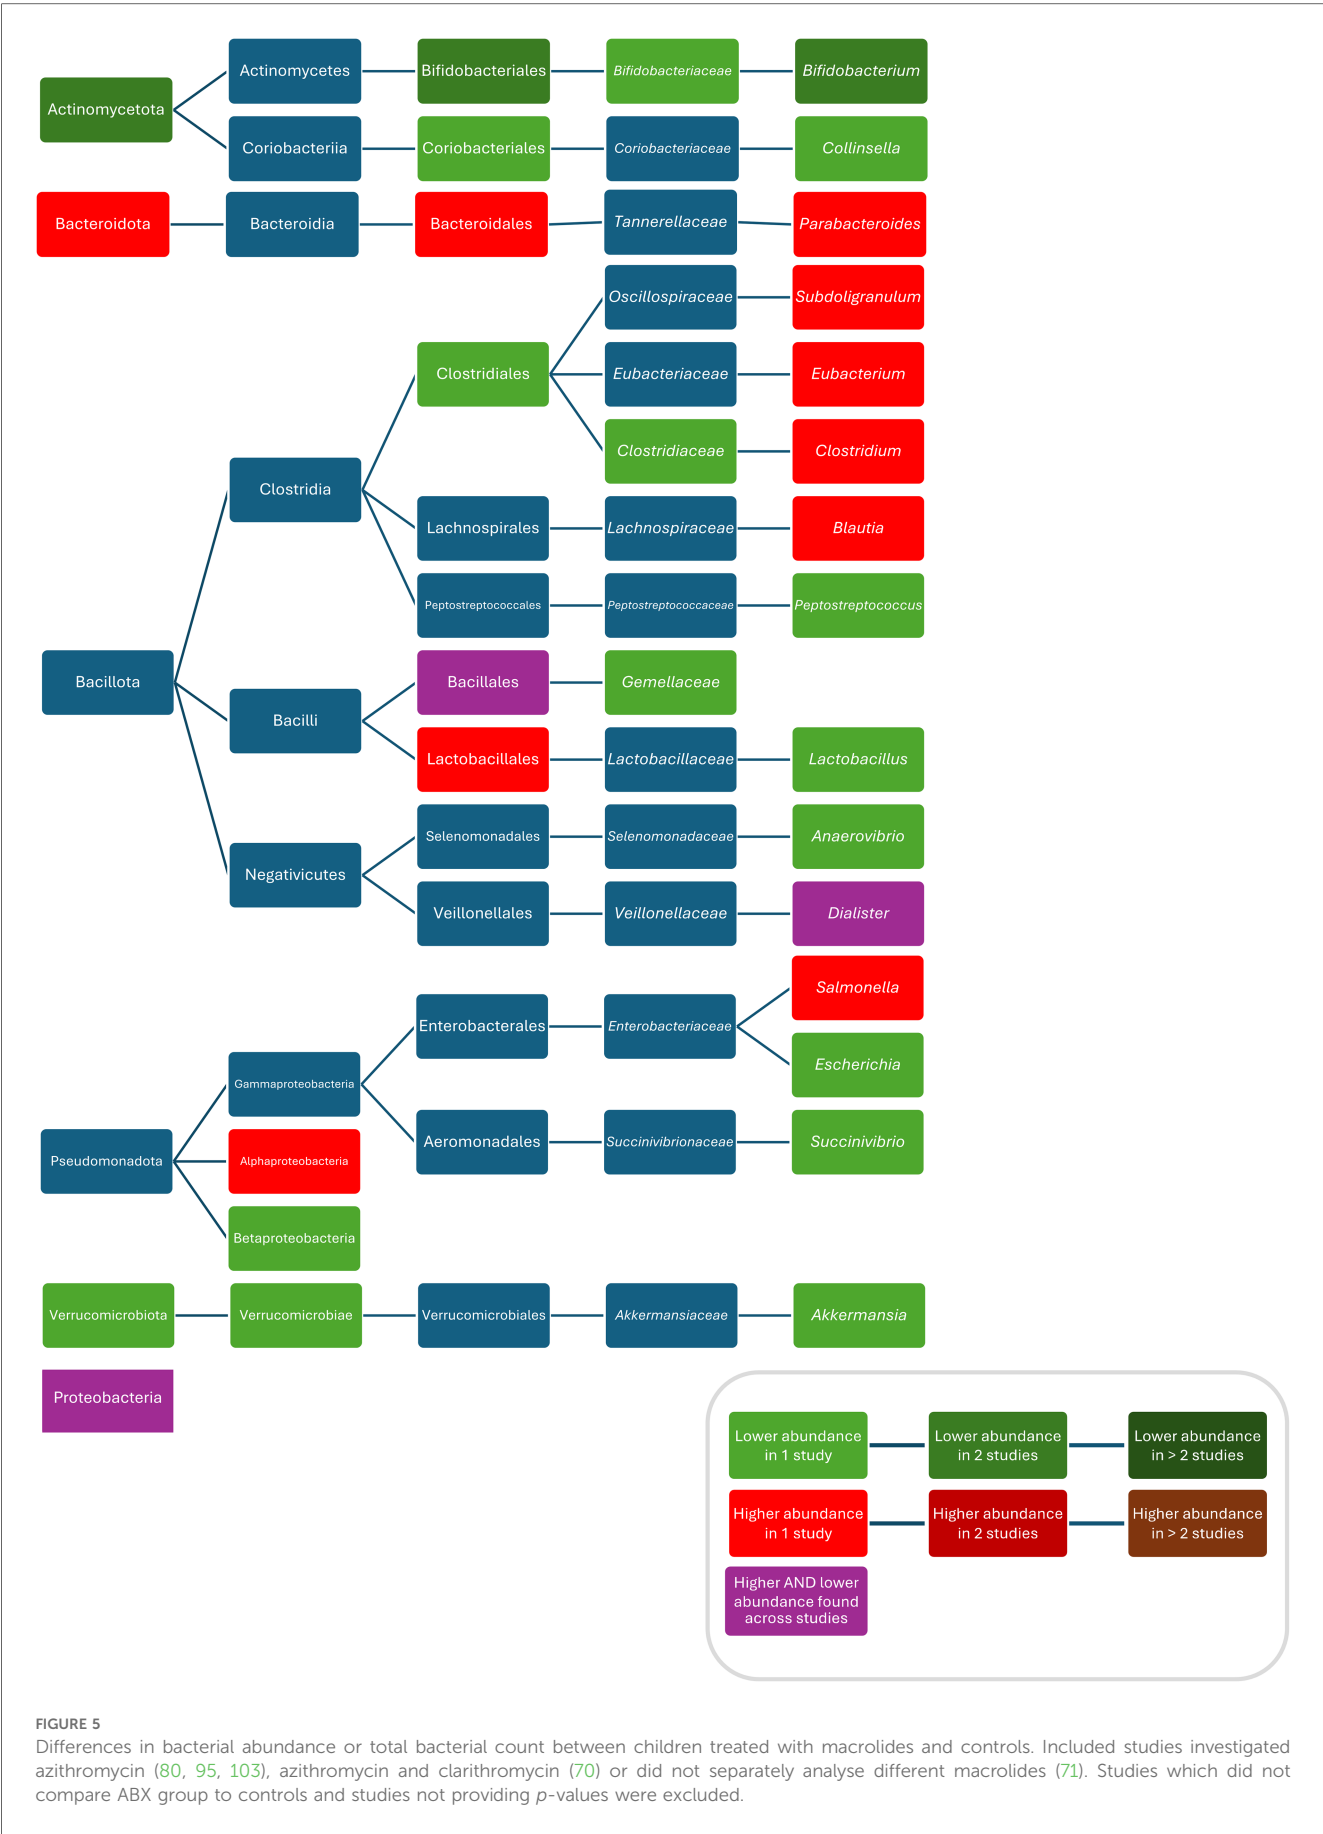 Actinomycetota
Actinomycetes
Bifidobacteriales
Bifidobacteriaceae
Bifidobacterium
Coriobacteriia
Coriobacteriales
Coriobacteriaceae
Collinsella
Bacteroidota
Bacteroidia
Bacteroidales
Tannerellaceae
Parabacteroides
Oscillospiraceae
Subdoligranulum
Clostridiales
Eubacteriaceae
Eubacterium
Clostridiaceae
Clostridium
Clostridia
Lachnospirales
Lachnospiraceae
Blautia
Peptostreptococcales
Peptostreptococcaceae
Peptostreptococcus
Bacillota
Bacillales
Gemellaceae
Bacilli
Lactobacillales
Lactobacillaceae
Lactobacillus
Selenomonadales
Selenomonadaceae
Anaerovibrio
Negativicutes
Veillonellales
Veillonellaceae
Dialister
Salmonella
Enterobacterales
Enterobacteriaceae
Escherichia
Gammaproteobacteria
Aeromonadales
Succinivibrionaceae
Succinivibrio
Pseudomonadota
Alphaproteobacteria
Betaproteobacteria
Verrucomicrobiota
Verrucomicrobiae
Verrucomicrobiales
Akkermansiaceae
Akkermansia
Proteobacteria
Lower abundance
in 1 study
Lower abundance
in 2 studies
Lower abundance
in > 2 studies
Higher abundance
in 1 study
Higher abundance
in 2 studies
Higher abundance
in > 2 studies
Higher AND lower
abundance found
across studies
FIGURE 5
Differences in bacterial abundance or total bacterial count between children treated with macrolides and controls. Included studies investigated
azithromycin (80, 95, 103), azithromycin and clarithromycin (70) or did not separately analyse different macrolides (71). Studies which did not
compare ABX group to controls and studies not providing p-values were excluded.